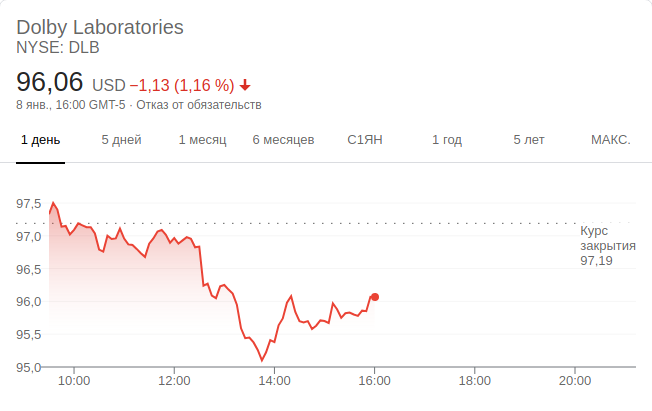 Dolby Laboratories
NYSE: DLB
96,06 USD −1,13 (1,16 %)
8 янв., 16:00 GMT-5 · Отказ от обязательств
1 день 5 дней 1 месяц 6 месяцев С1ЯН 1 год 5 лет МАКС.
97,5
97,0
96,5
96,0
95,5
95,0
Курс
закрытия
97,19
10:00 12:00 14:00 16:00 18:00 20:00